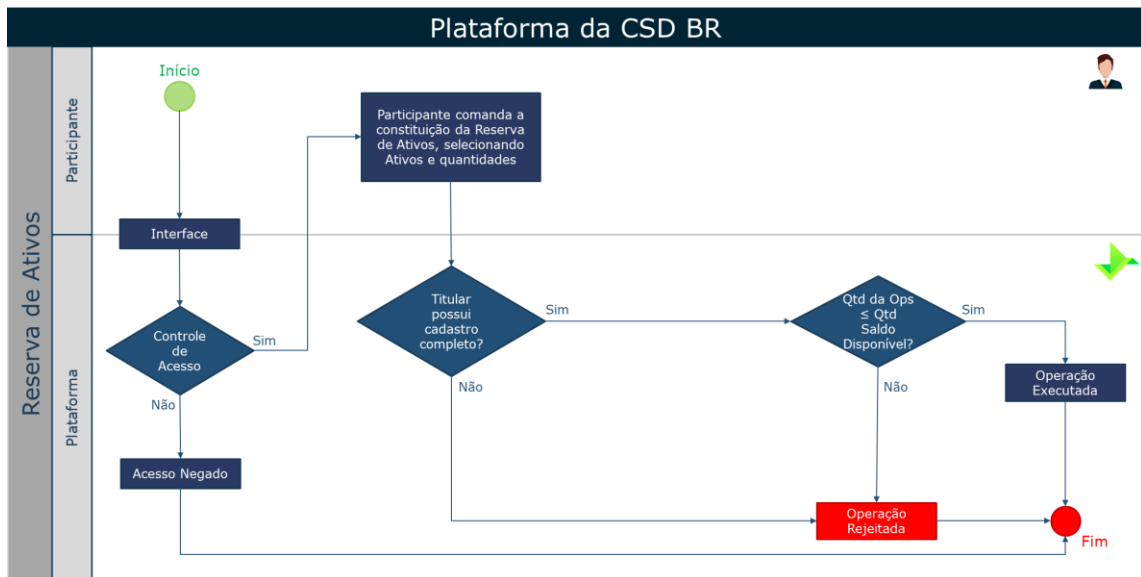 Plataforma da CSD BR
Reserva de Ativos
Participante
Início
Participante comanda a
constituição da Reserva
de Ativos, selecionando
Ativos e quantidades
Interface
Plataforma
Controle
de
Acesso
Sim
Não
Acesso Negado
Titular
possui
cadastro
completo?
Sim
Não
Qtd da Ops
≤ Qtd
Saldo
Disponível?
Sim
Não
Operação
Executada
Operação
Rejeitada
Fim